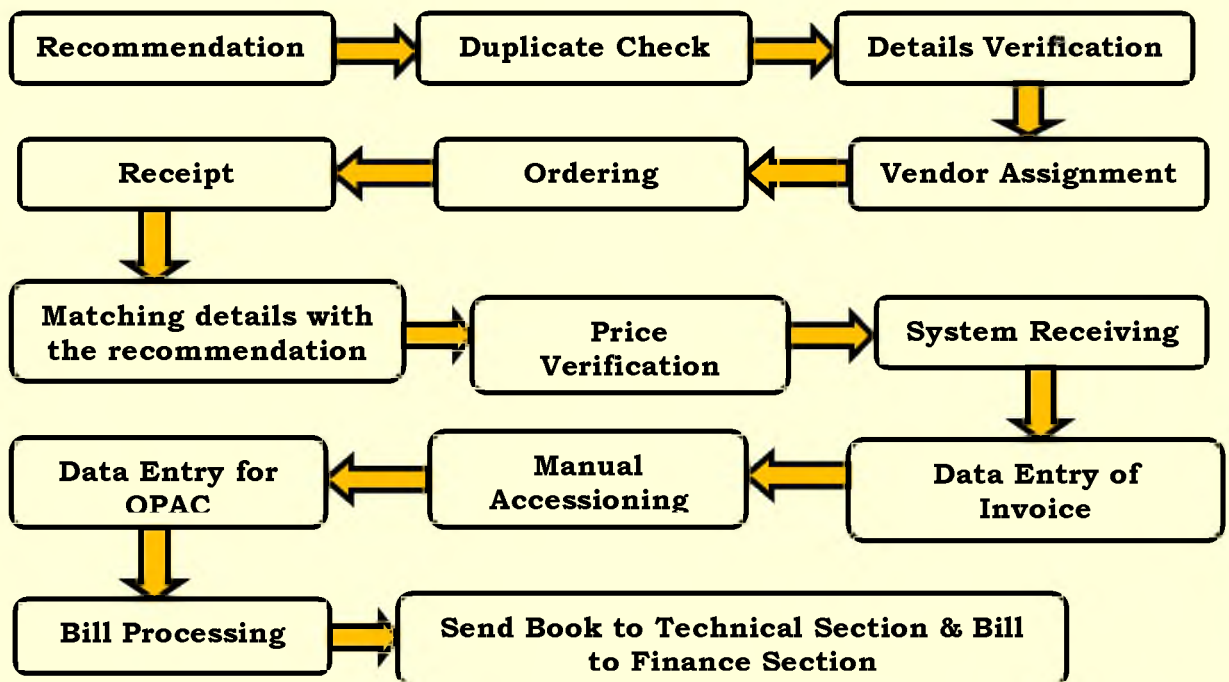 Recommendation
Duplicate Check
Details Verification
Vendor Assignment
Ordering
Receipt
Matching details with
the recommendation
Price
Verification
System Receiving
Data Entry of
Invoice
Manual
Accessioning
Data Entry for
OPAC
Bill Processing
Send Book to Technical Section & Bill
to Finance Section